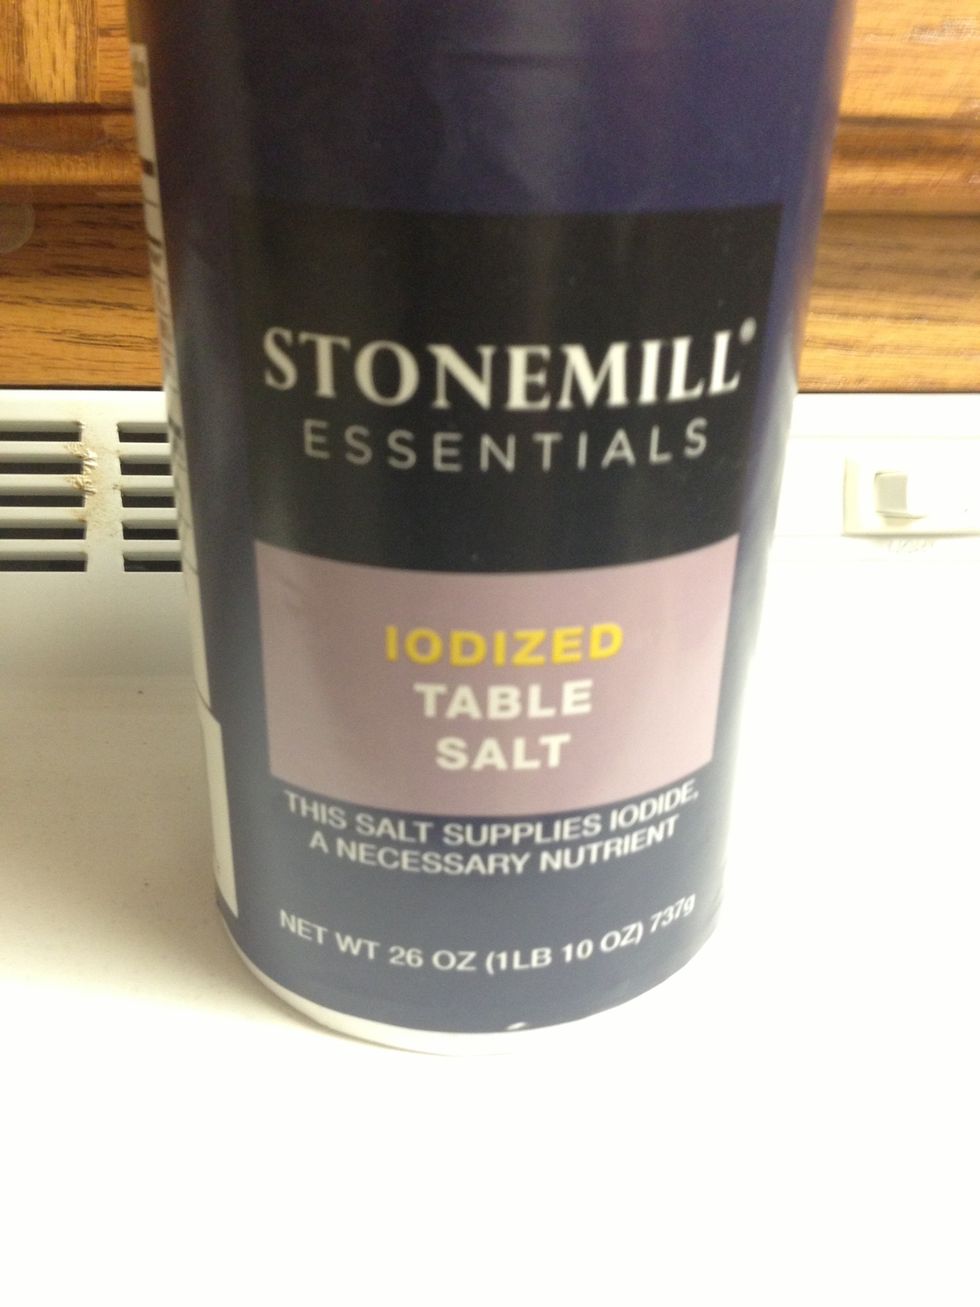 STONEMILL®
ESSENTIALS
IODIZED
TABLE
SALT
THIS SALT SUPPLIES IODIDE,
A NECESSARY NUTRIENT
NET WT 26 OZ (1LB 10 OZ) 737g